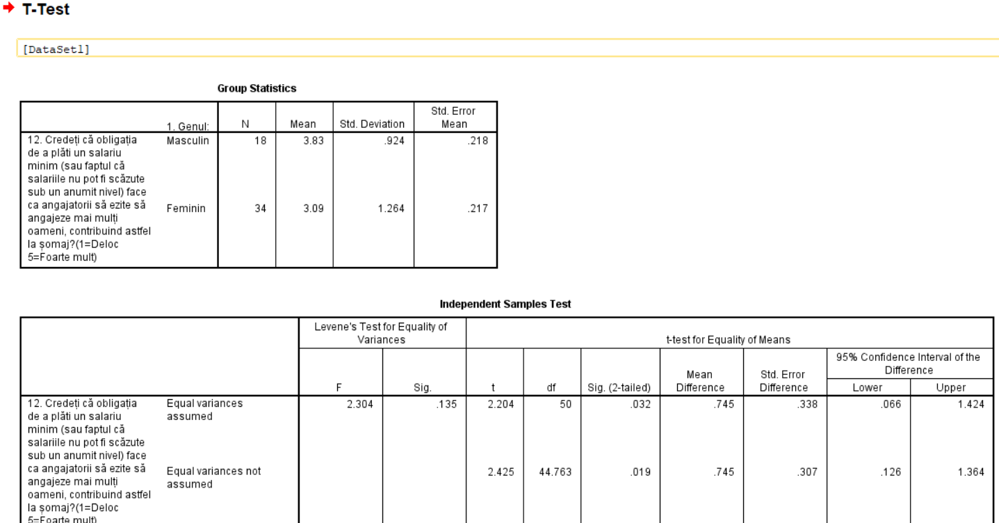 T-Test
[DataSet1]
Group Statistics
1. Genul: N Mean Std. Deviation Std. Error Mean
12. Credeți că obligația
de a plăti un salariu
minim (sau faptul că
salariile nu pot fi scăzute
sub un anumit nivel) face
ca angajatorii să ezite să
angajeze mai mulți
oameni, contribuind astfel
la șomaj?(1=Deloc
5=Foarte mult)
Masculin 18 3.83 .924 .218
Feminin 34 3.09 1.264 .217
Independent Samples Test
Levene's Test for Equality of
Variances
t-test for Equality of Means
F Sig. t df Sig. (2-tailed)
Mean
Difference
Std. Error
Difference
95% Confidence Interval of the
Difference
Lower Upper
12. Credeți că obligația
de a plăti un salariu
minim (sau faptul că
salariile nu pot fi scăzute
sub un anumit nivel) face
ca angajatorii să ezite să
angajeze mai mulți
oameni, contribuind astfel
la șomaj?(1=Deloc
5=Foarte mult)
Equal variances
assumed
2.304 .135 2.204 50 .032 .745 .338 .066 1.424
Equal variances not
assumed
2.425 44.763 .019 .745 .307 .126 1.364